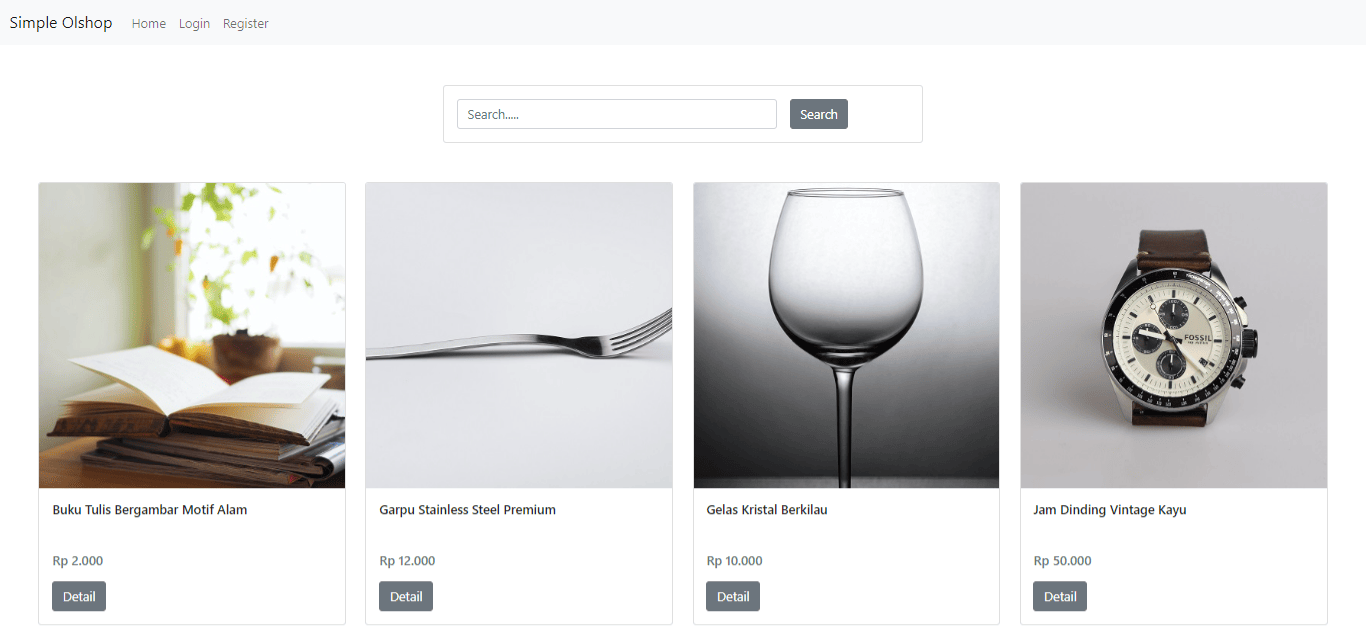 Simple Olshop Home Login Register
Search..... Search
FOSSIL
Buku Tulis Bergambar Motif Alam
Garpu Stainless Steel Premium
Gelas Kristal Berkilau
Jam Dinding Vintage Kayu
Rp 2.000
Rp 12.000
Rp 10.000
Rp 50.000
Detail
Detail
Detail
Detail